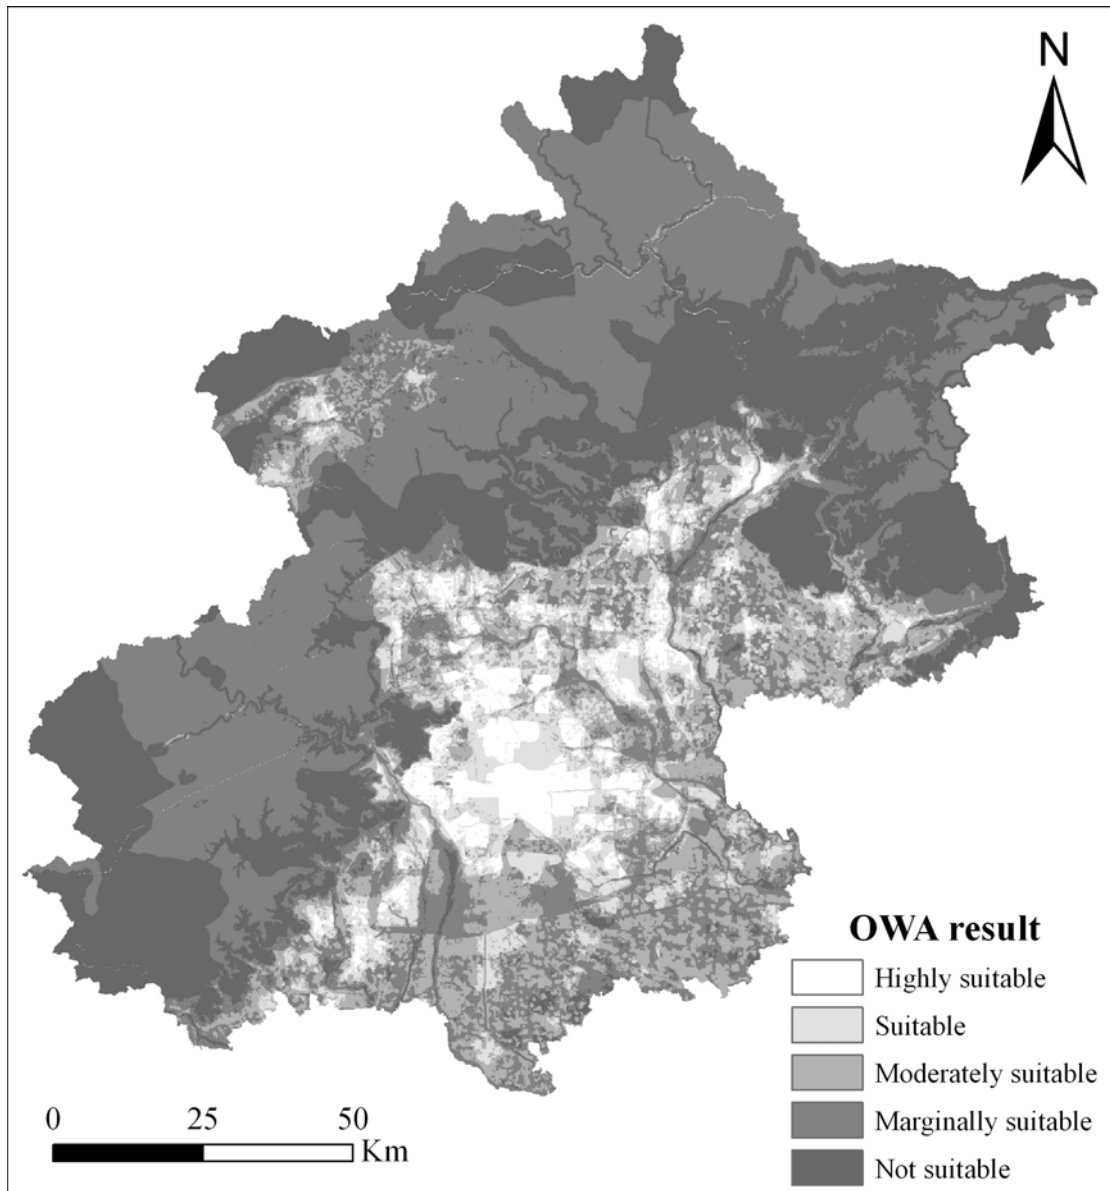 N
OWA result
Highly suitable
Suitable
Moderately suitable
Marginally suitable
Not suitable
0 25 50
Km